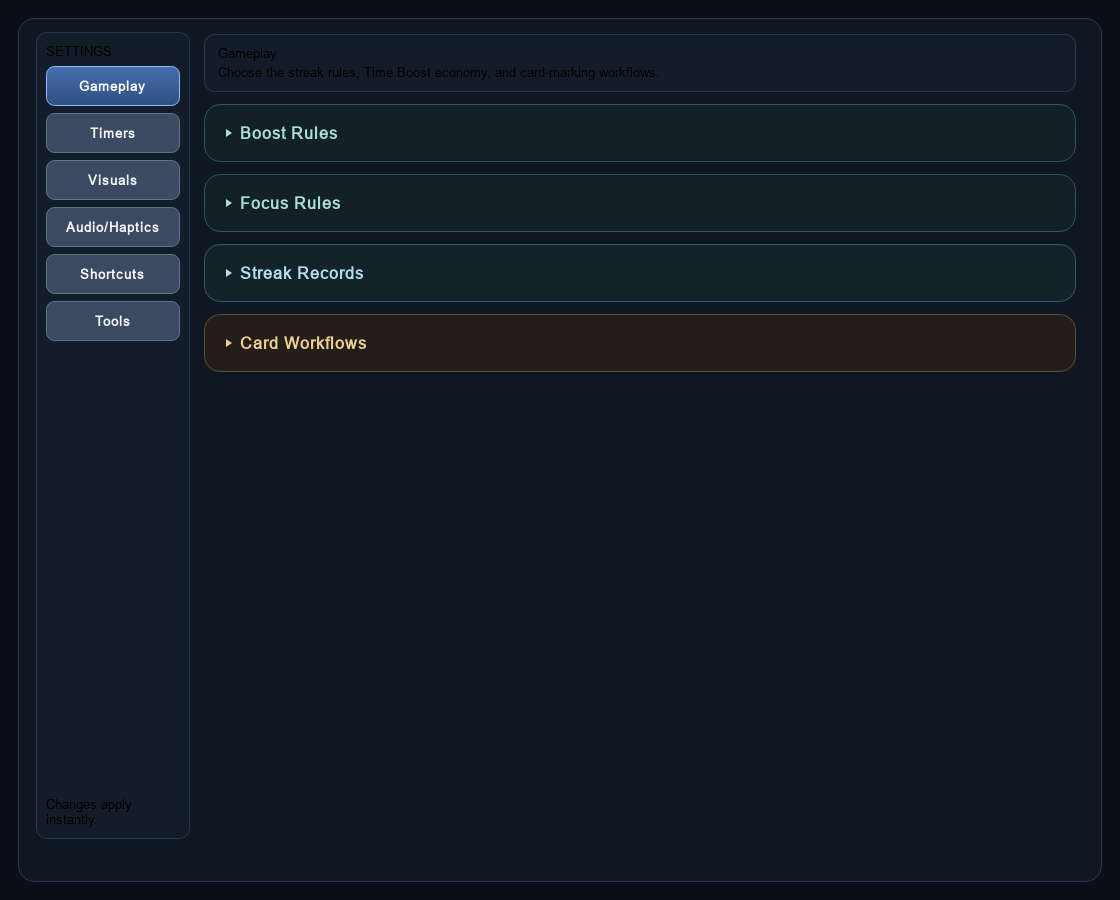 SETTINGS
Gameplay
Timers
Visuals
Audio/Haptics
Shortcuts
Tools
Changes apply
instantly.
Gameplay
Choose the streak rules, Time Boost economy, and card-marking workflows.
Boost Rules
Focus Rules
Streak Records
Card Workflows